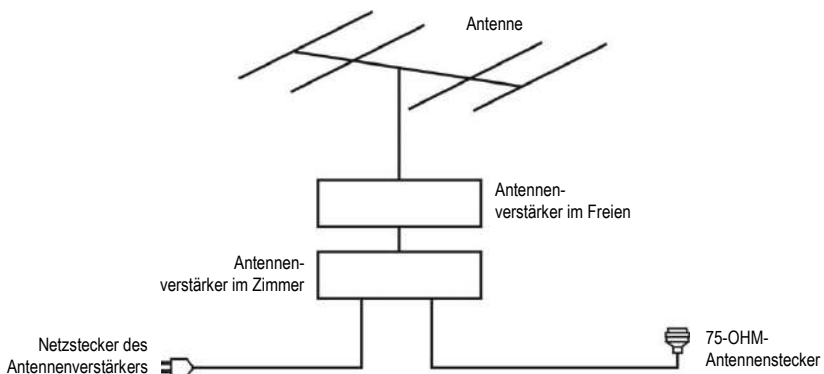 Antenne
Antennen-
verstärker im Freien
Antennen-
verstärker im Zimmer
Netzstecker des
Antennenverstärkers
75-OHM-
Antennenstecker